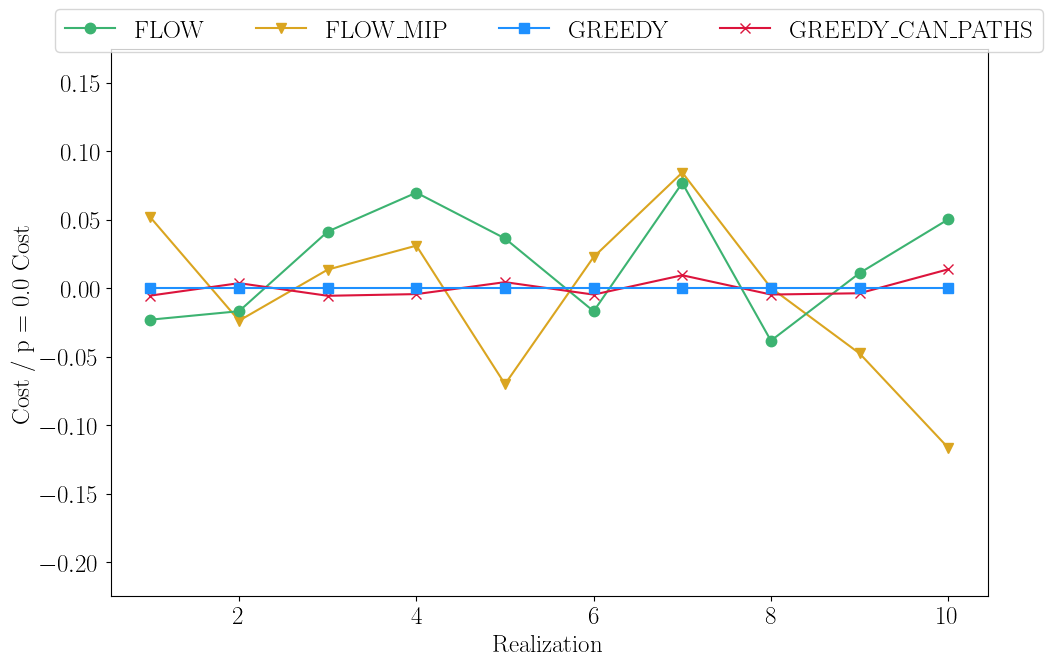 FLOW FLOW_MIP GREEDY GREEDY_CAN_PATHS
Cost / p = 0.0 Cost
0.15
0.10
0.05
0.00
−0.05
−0.10
−0.15
−0.20
2 4 6 8 10
Realization